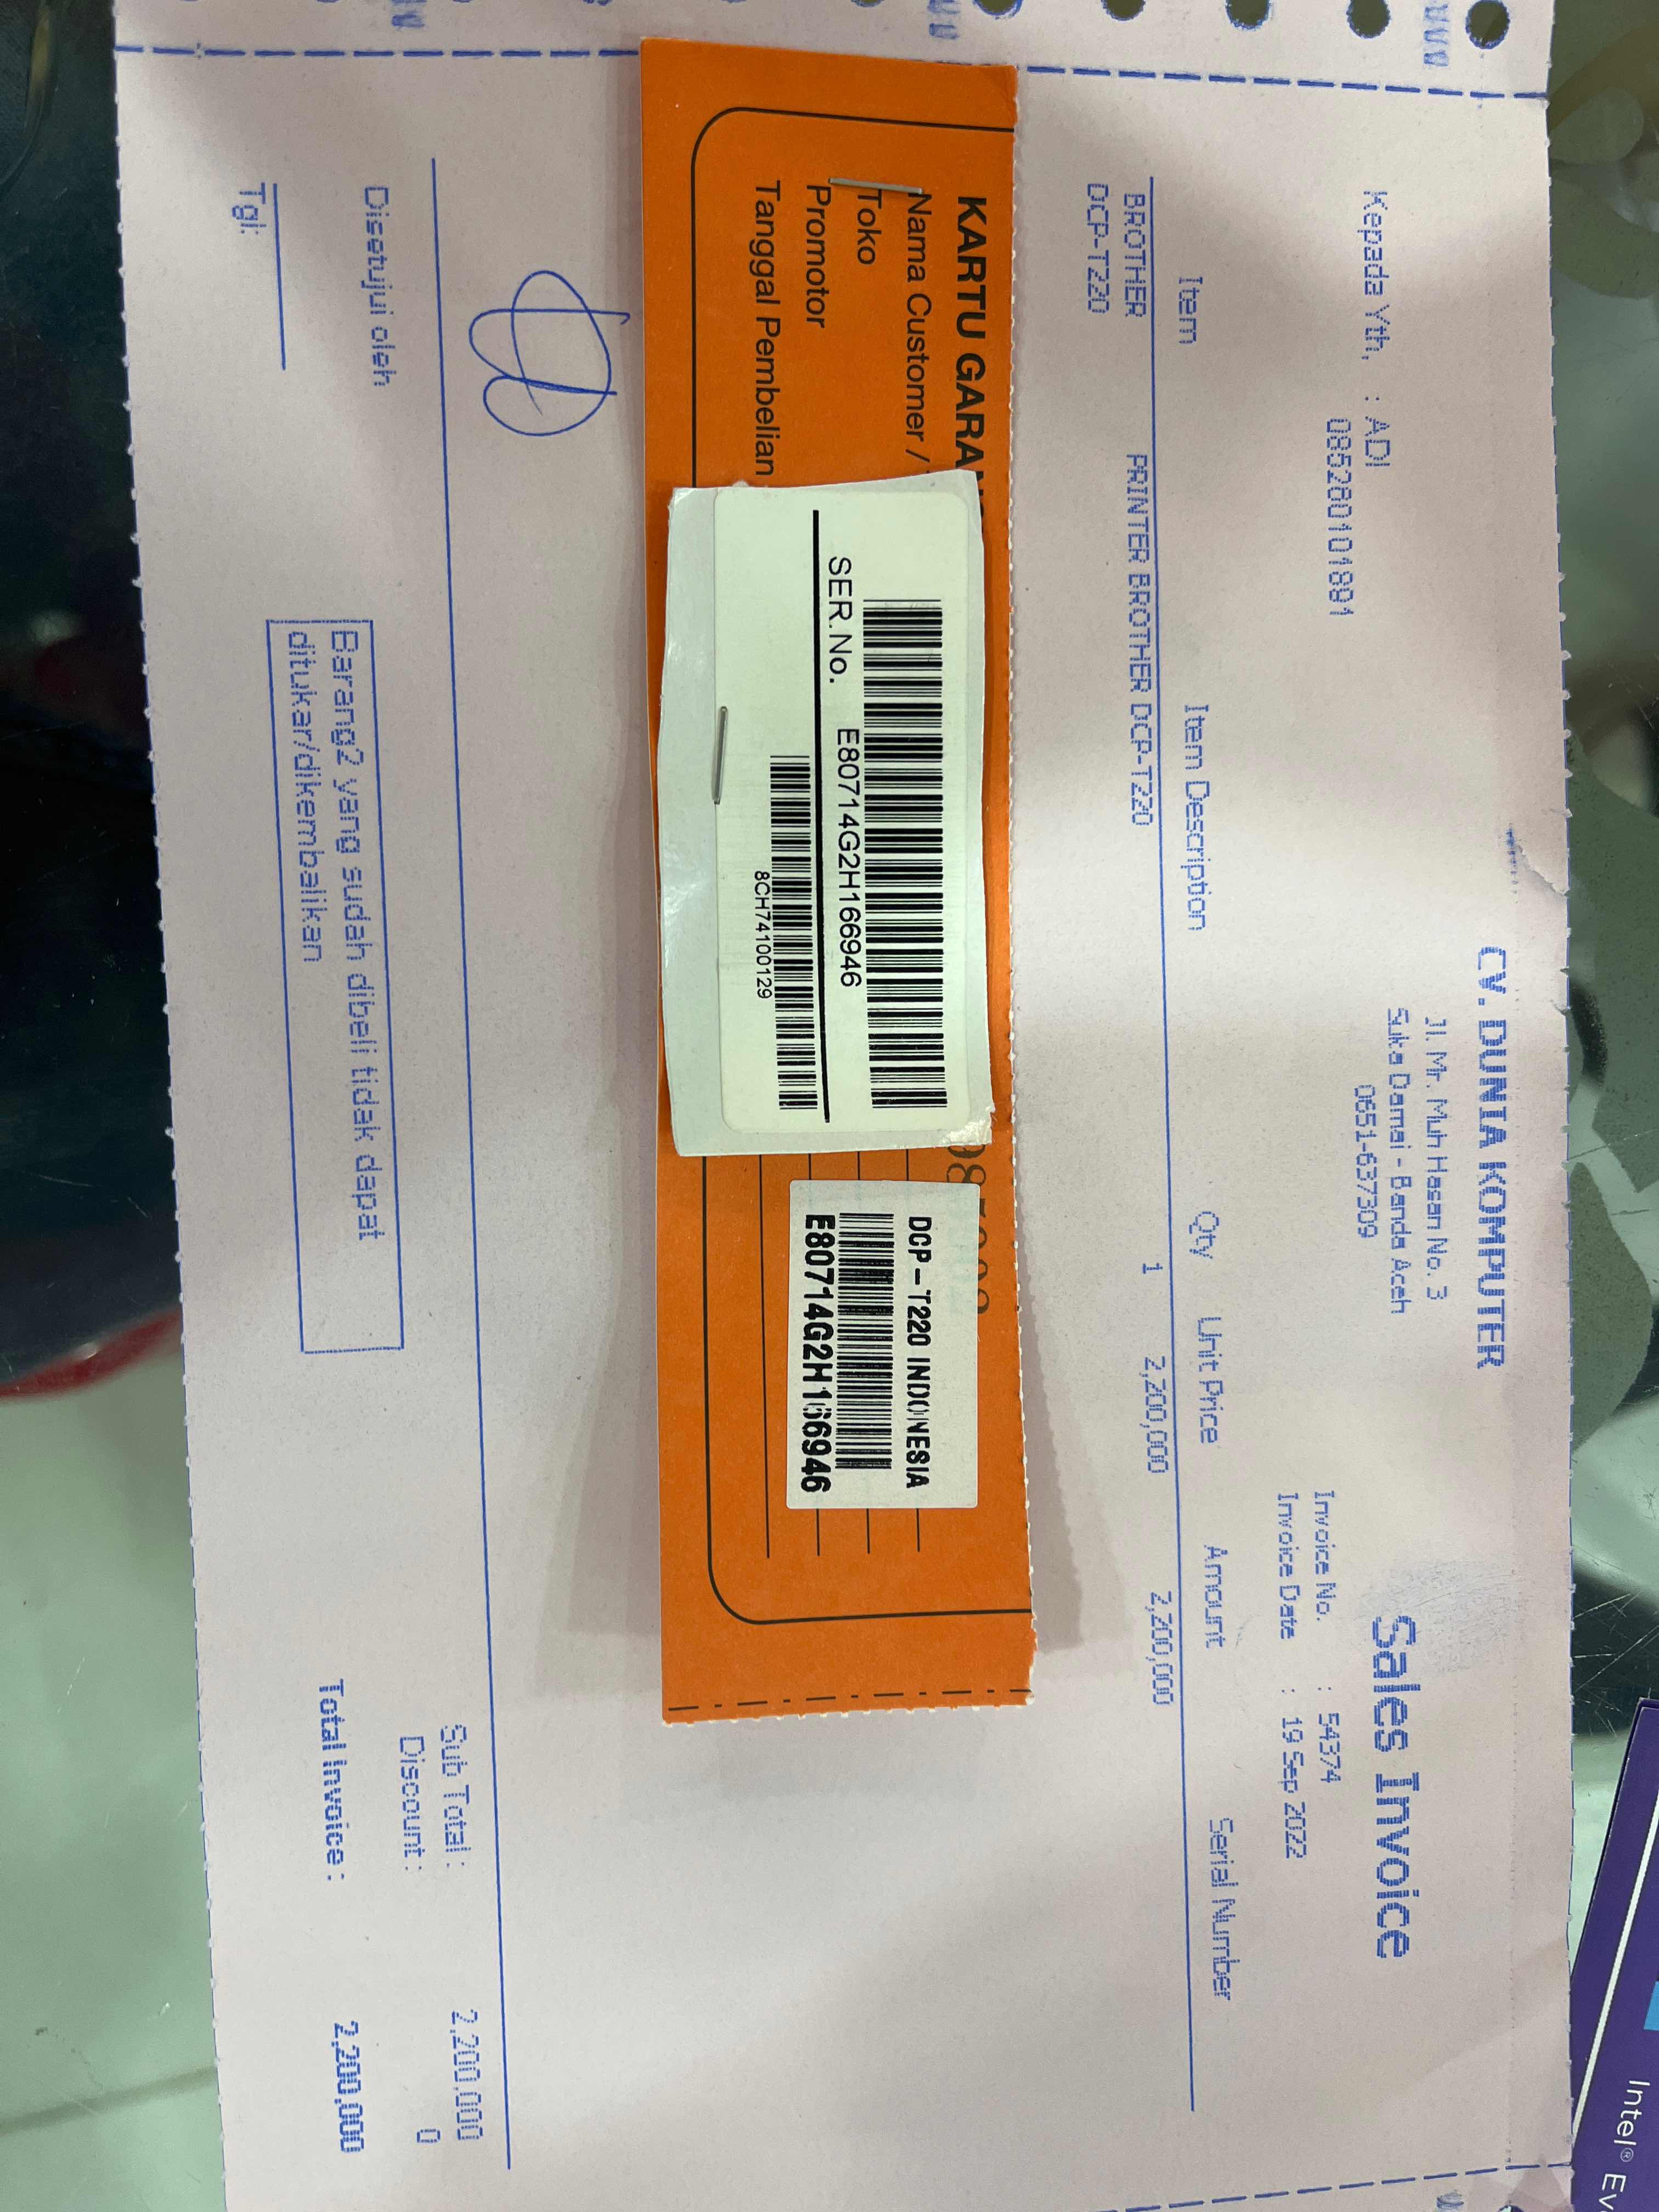 CV. DUNIA KOMPUTER
Jl. Mr. Muh Hasan No. 3
Suka Damai - Banda Aceh
0651-637309
Sales Invoice
Kepada Yth, : ADI
085280101891
Invoice No. : 54374
Invoice Date : 19 Sep 2022
Item Item Description Qty Unit Price Amount Serial Number
BROTHER PRINTER BROTHER DCP-T220 1 2,200,000 2,200,000
DCP-T220
KARTU GARAN
Nama Customer /
Toko
Promotor
Tanggal Pembelian
SER.No. E80714G2H166946
8CH74100129
DCP-T220 INDONESIA
E80714G2H166946
Sub Total : 2,200,000
Discount : 0
Total Invoice : 2,200,000
Disetujui oleh
Tgl:
Barang2 yang sudah dibeli tidak dapat
ditukar/dikembalikan
Intel® Ev